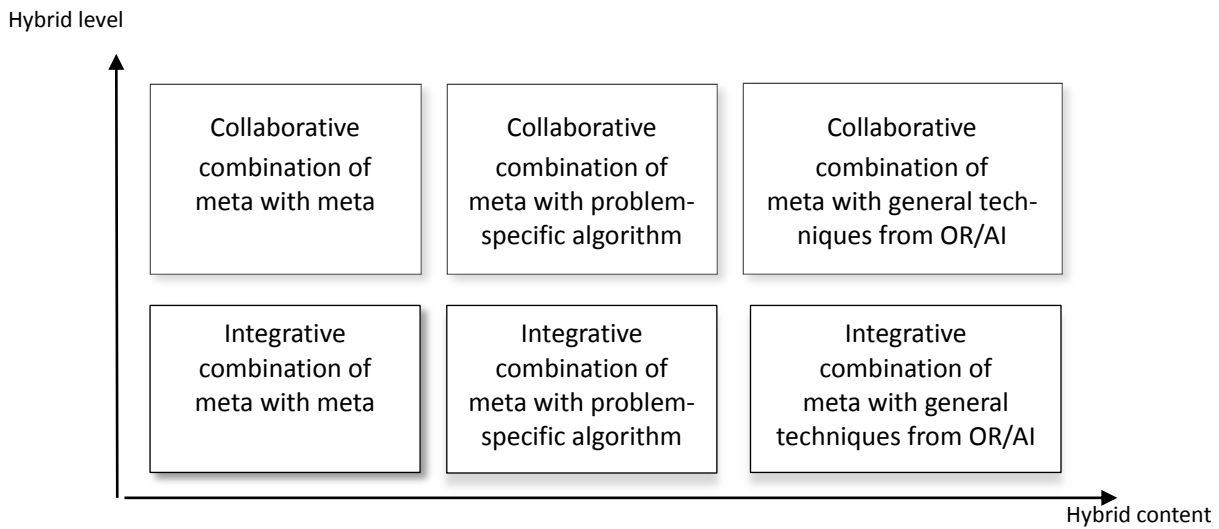 Hybrid level
Collaborative
combination of
meta with meta
Collaborative
combination of
meta with problem-
specific algorithm
Collaborative
combination of
meta with general tech-
niques from OR/AI
Integrative
combination of
meta with meta
Integrative
combination of
meta with problem-
specific algorithm
Integrative
combination of
meta with general
techniques from OR/AI
Hybrid content